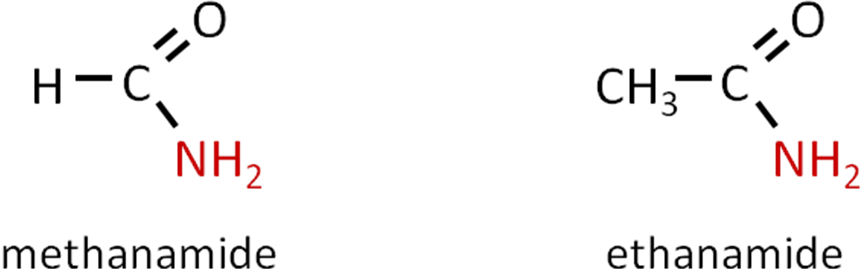 O O
H C CH₃ C
NH₂ NH₂
methanamide ethanamide